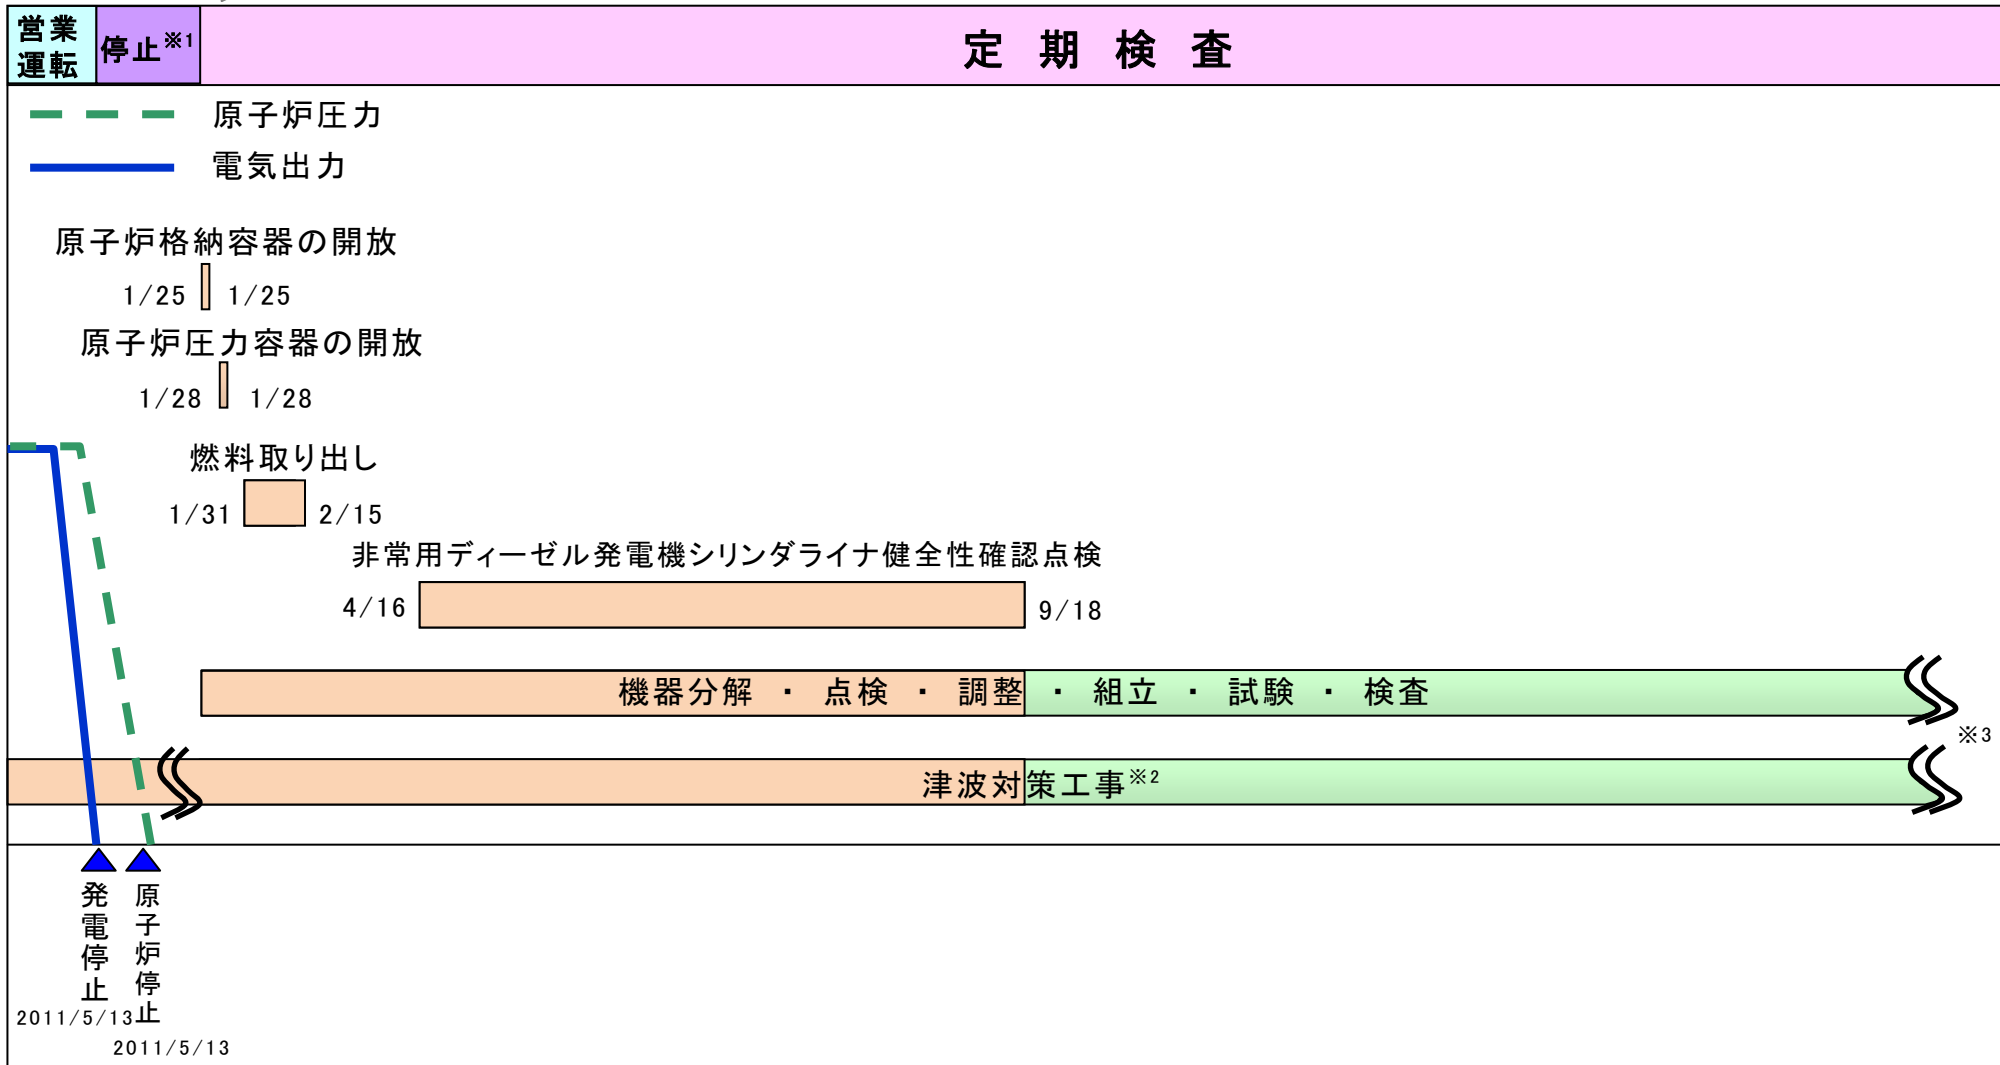 営業
運転
停止※1
定期検査
原子炉圧力
電気出力
原子炉格納容器の開放
1/25 1/25
原子炉圧力容器の開放
1/28 1/28
燃料取り出し
1/31 2/15
非常用ディーゼル発電機シリンダライナ健全性確認点検
4/16 9/18
機器分解・点検・調整・組立・試験・検査
※3
津波対策工事※2
発電停止
2011/5/13
原子炉停止
2011/5/13